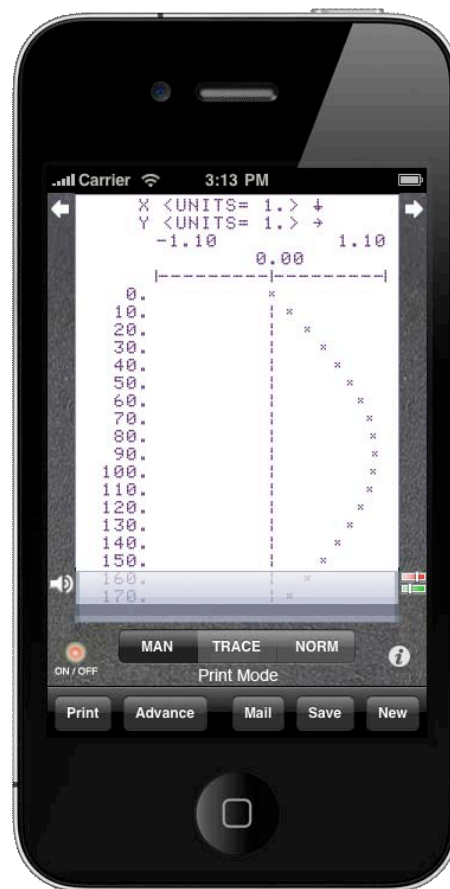 Carrier 3:13 PM
X <UNITS= 1.> ↓
Y <UNITS= 1.> →
-1.10 1.10
0.00
|---------|---------|
0. ×
10. ¦ ×
20. ¦ ×
30. ¦ ×
40. ¦ ×
50. ¦ ×
60. ¦ ×
70. ¦ ×
80. ¦ ×
90. ¦ ×
100. ¦ ×
110. ¦ ×
120. ¦ ×
130. ¦ ×
140. ¦ ×
150. ¦ ×
160. ¦ ×
170. ¦ ×
MAN TRACE NORM
ON / OFF
Print Mode
Print Advance Mail Save New